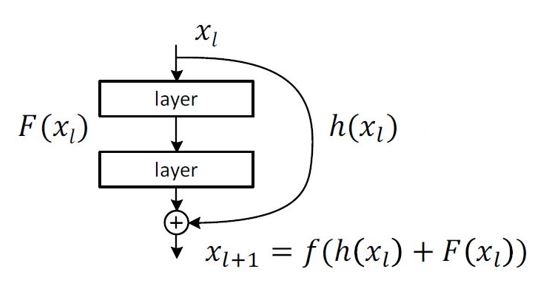 x_l
layer
F(x_l)
h(x_l)
layer
+
x_{l+1} = f(h(x_l) + F(x_l))